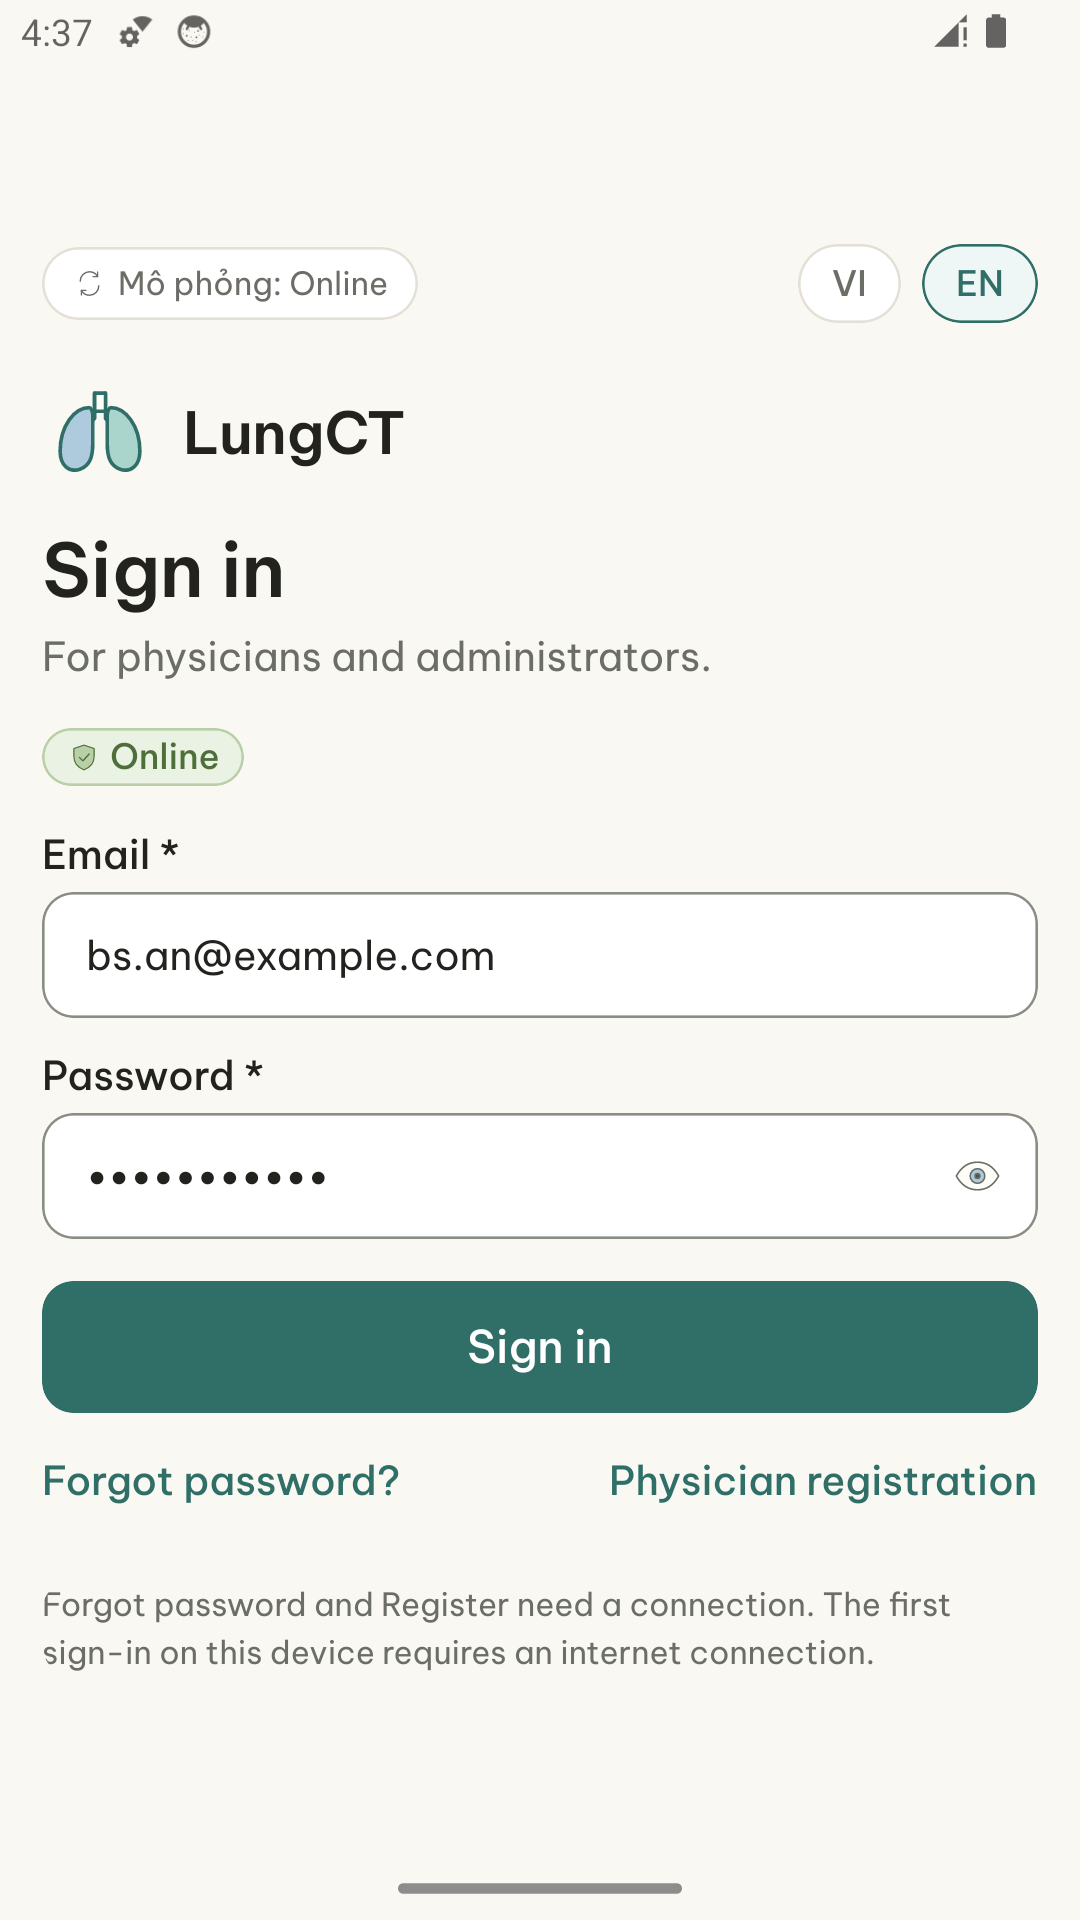 4:37
Mô phỏng: Online
VI
EN
LungCT
Sign in
For physicians and administrators.
Online
Email *
bs.an@example.com
Password *
•••••••••••
Sign in
Forgot password?
Physician registration
Forgot password and Register need a connection. The first
sign-in on this device requires an internet connection.